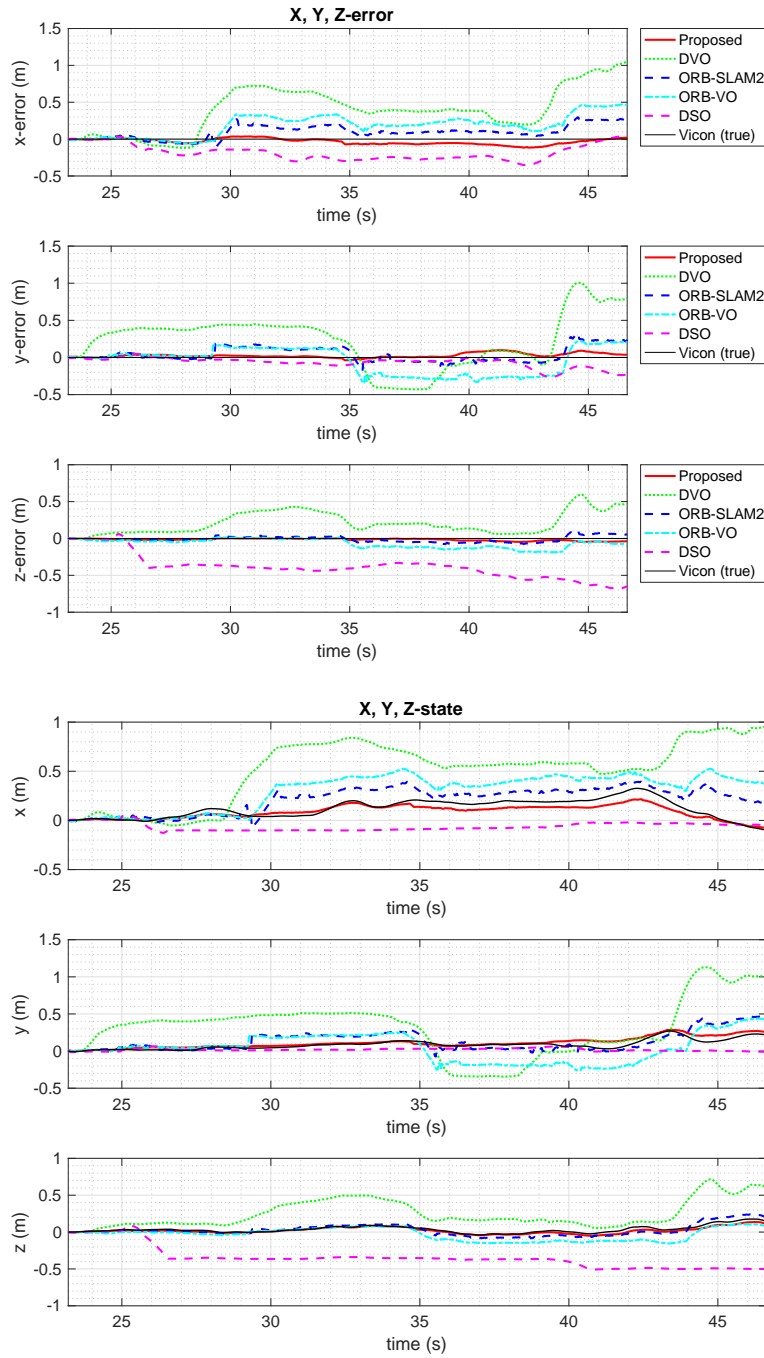 X, Y, Z-error
1.5
1
0.5
0
-0.5
x-error (m)
25 30 35 40 45
time (s)
Proposed
DVO
ORB-SLAM2
ORB-VO
DSO
Vicon (true)
1.5
1
0.5
0
-0.5
y-error (m)
25 30 35 40 45
time (s)
Proposed
DVO
ORB-SLAM2
ORB-VO
DSO
Vicon (true)
1
0.5
0
-0.5
-1
z-error (m)
25 30 35 40 45
time (s)
Proposed
DVO
ORB-SLAM2
ORB-VO
DSO
Vicon (true)
X, Y, Z-state
1
0.5
0
-0.5
x (m)
25 30 35 40 45
time (s)
1.5
1
0.5
0
-0.5
y (m)
25 30 35 40 45
time (s)
1
0.5
0
-0.5
-1
z (m)
25 30 35 40 45
time (s)